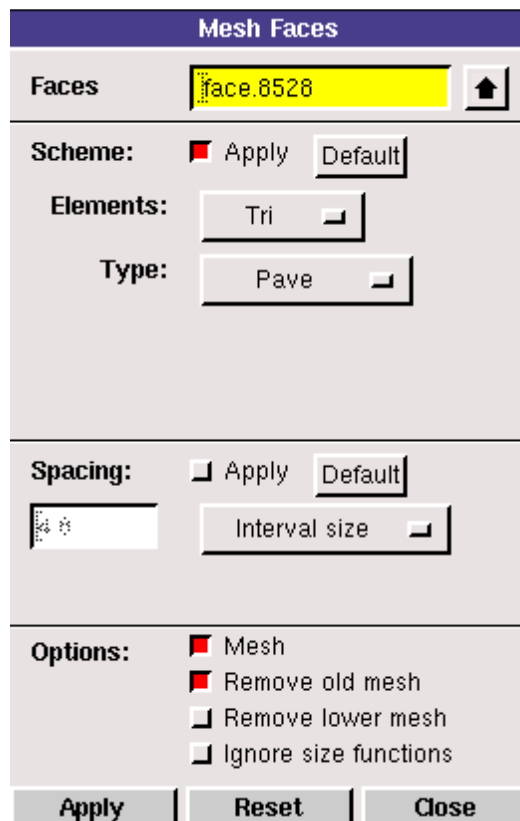 Mesh Faces
Faces face.8528
Scheme: Apply Default
Elements: Tri
Type: Pave
Spacing: Apply Default
Interval size
Options: Mesh
Remove old mesh
Remove lower mesh
Ignore size functions
Apply Reset Close